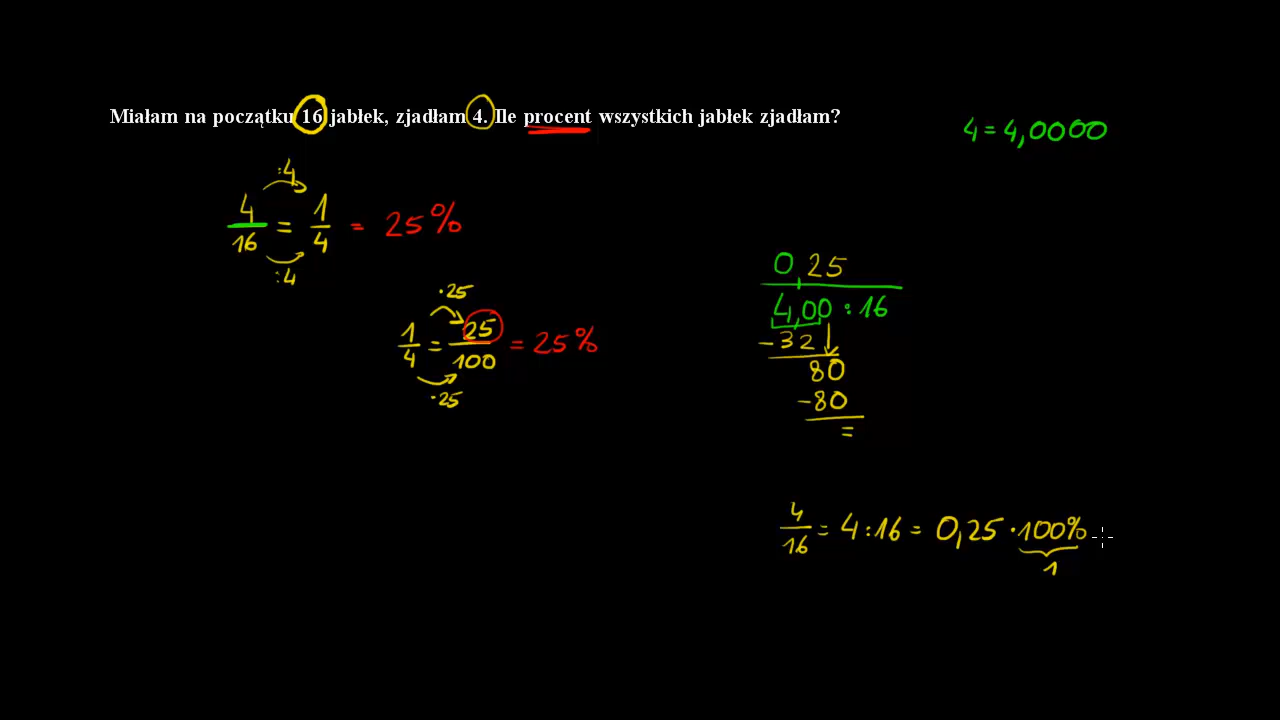 Miałam na początku 16 jabłek, zjadłam 4. Ile procent wszystkich jabłek zjadłam?
4 = 4,0000
:4
4/16 = 1/4 = 25%
:4
·25
1/4 = 25/100 = 25%
·25
0,25
4,00 : 16
-32
80
-80
=
4/16 = 4 : 16 = 0,25 · 100%
1